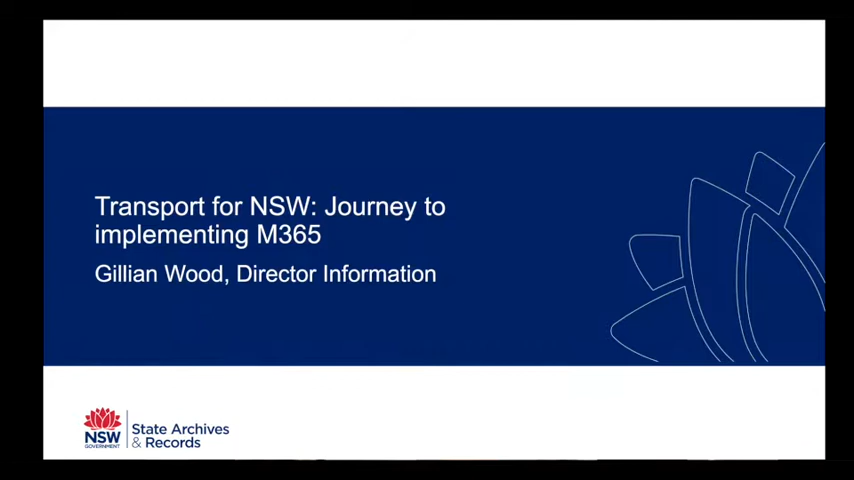 Transport for NSW: Journey to
implementing M365
Gillian Wood, Director Information
NSW
GOVERNMENT
State Archives
& Records